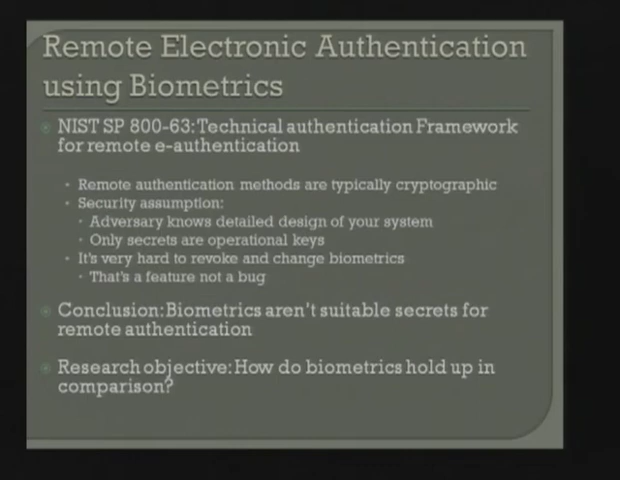 Remote Electronic Authentication
using Biometrics
NIST SP 800-63: Technical authentication Framework
for remote e-authentication
Remote authentication methods are typically cryptographic
Security assumption:
Adversary knows detailed design of your system
Only secrets are operational keys
It's very hard to revoke and change biometrics
That's a feature not a bug
Conclusion: Biometrics aren't suitable secrets for
remote authentication
Research objective: How do biometrics hold up in
comparison?